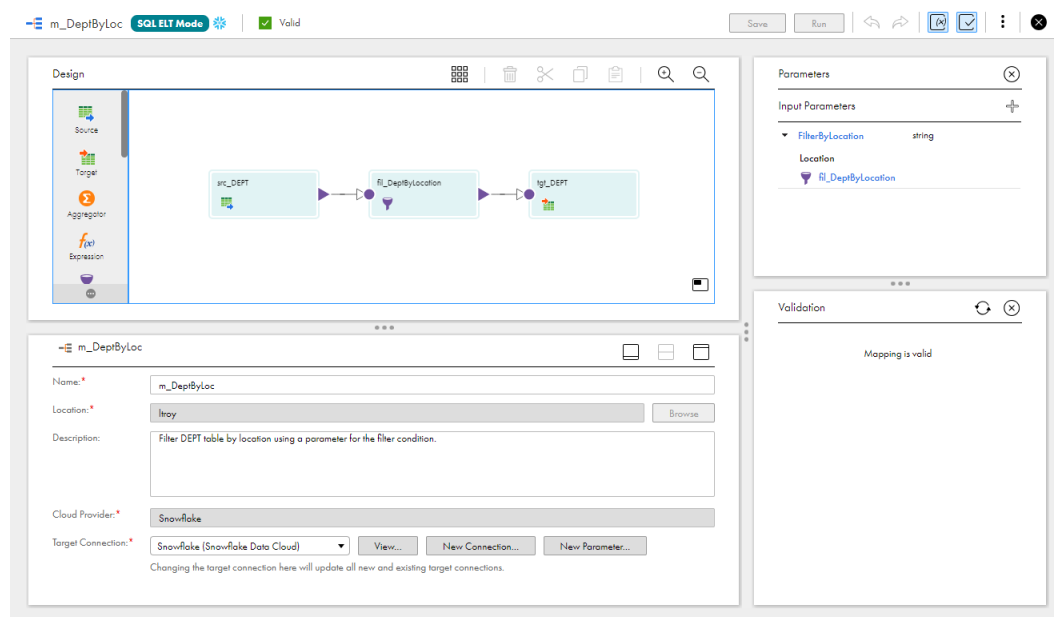 m_DeptByLoc SQL ELT Mode Valid Save Run
Design
Source
Target
Aggregator
Expression
src_DEPT fil_DeptByLocation tgt_DEPT
Parameters
Input Parameters
FilterByLocation string
Location
fil_DeptByLocation
Validation
Mapping is valid
m_DeptByLoc
Name:* m_DeptByLoc
Location:* ltroy Browse
Description: Filter DEPT table by location using a parameter for the filter condition.
Cloud Provider:* Snowflake
Target Connection:* Snowflake (Snowflake Data Cloud) View... New Connection... New Parameter...
Changing the target connection here will update all new and existing target connections.